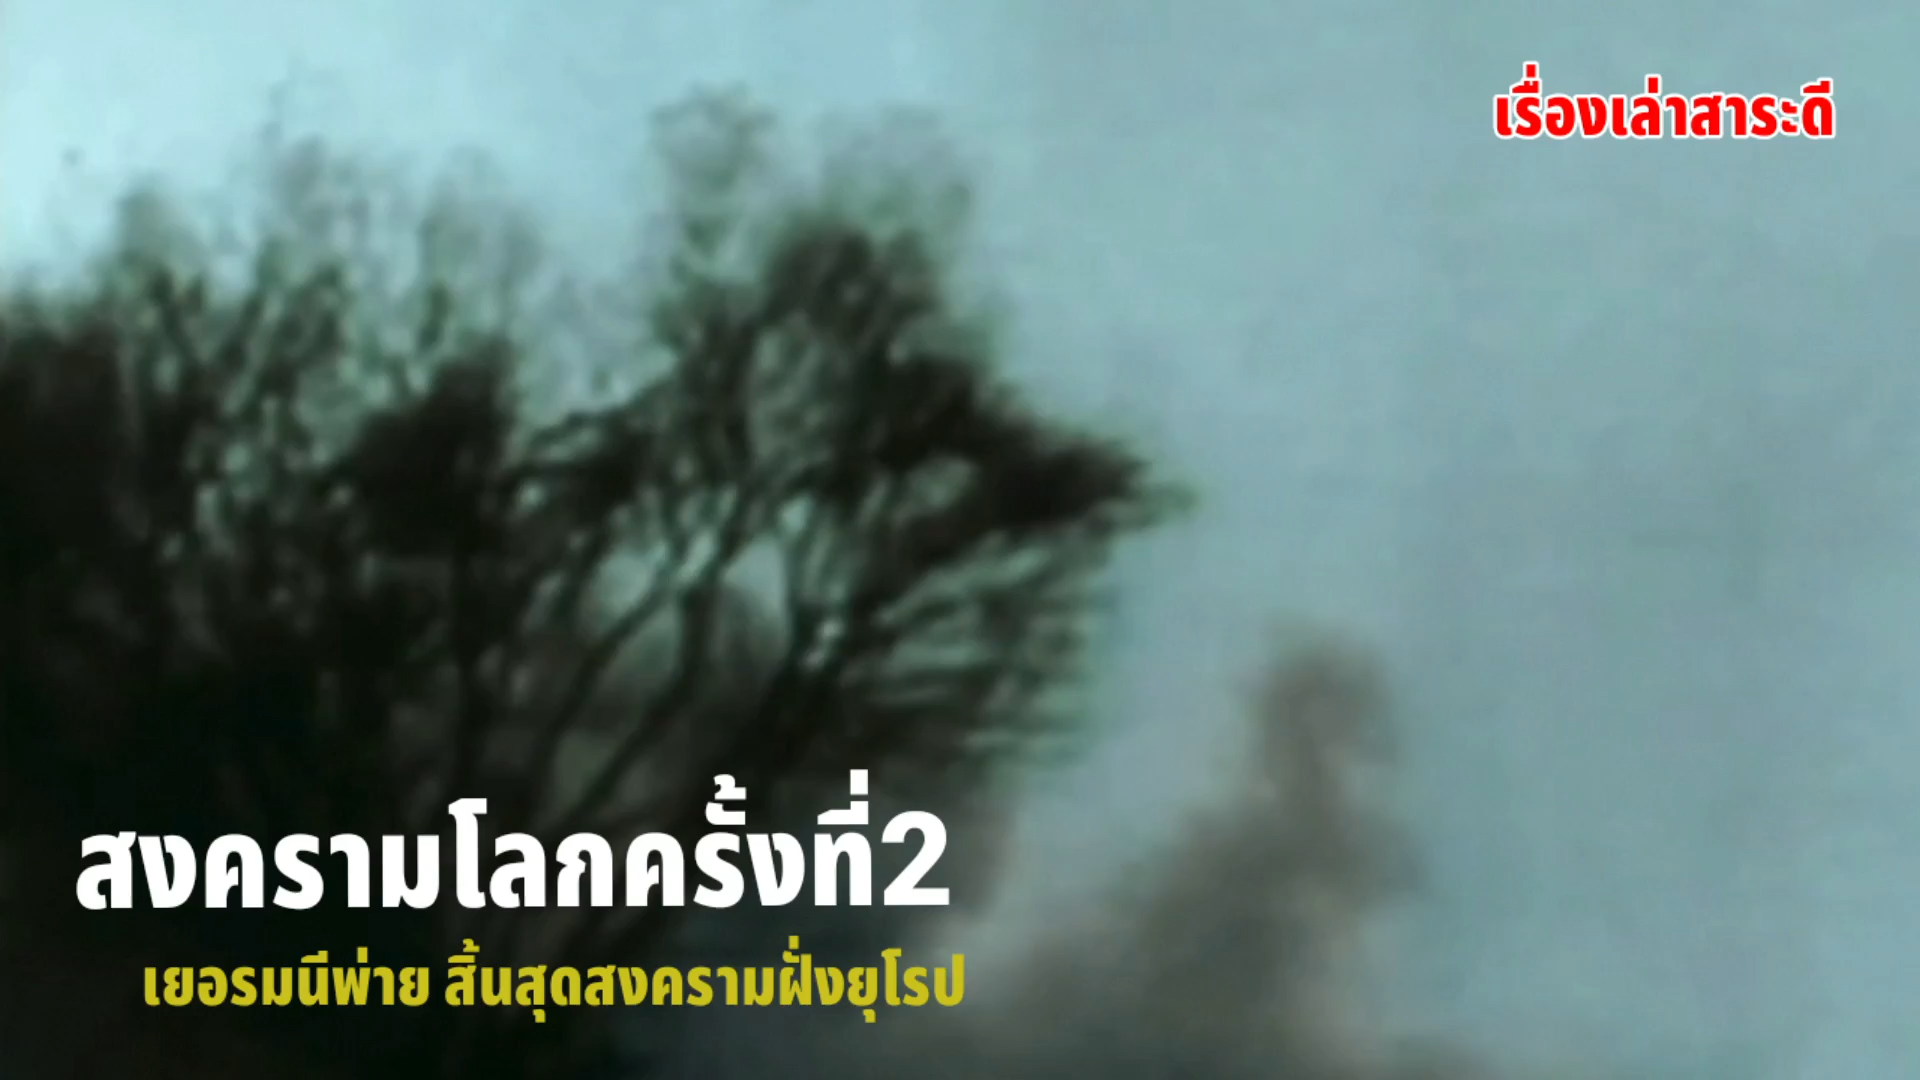 เรื่องเล่าสาระดี
สงครามโลกครั้งที่2
เยอรมนีพ่าย สิ้นสุดสงครามฝั่งยุโรป